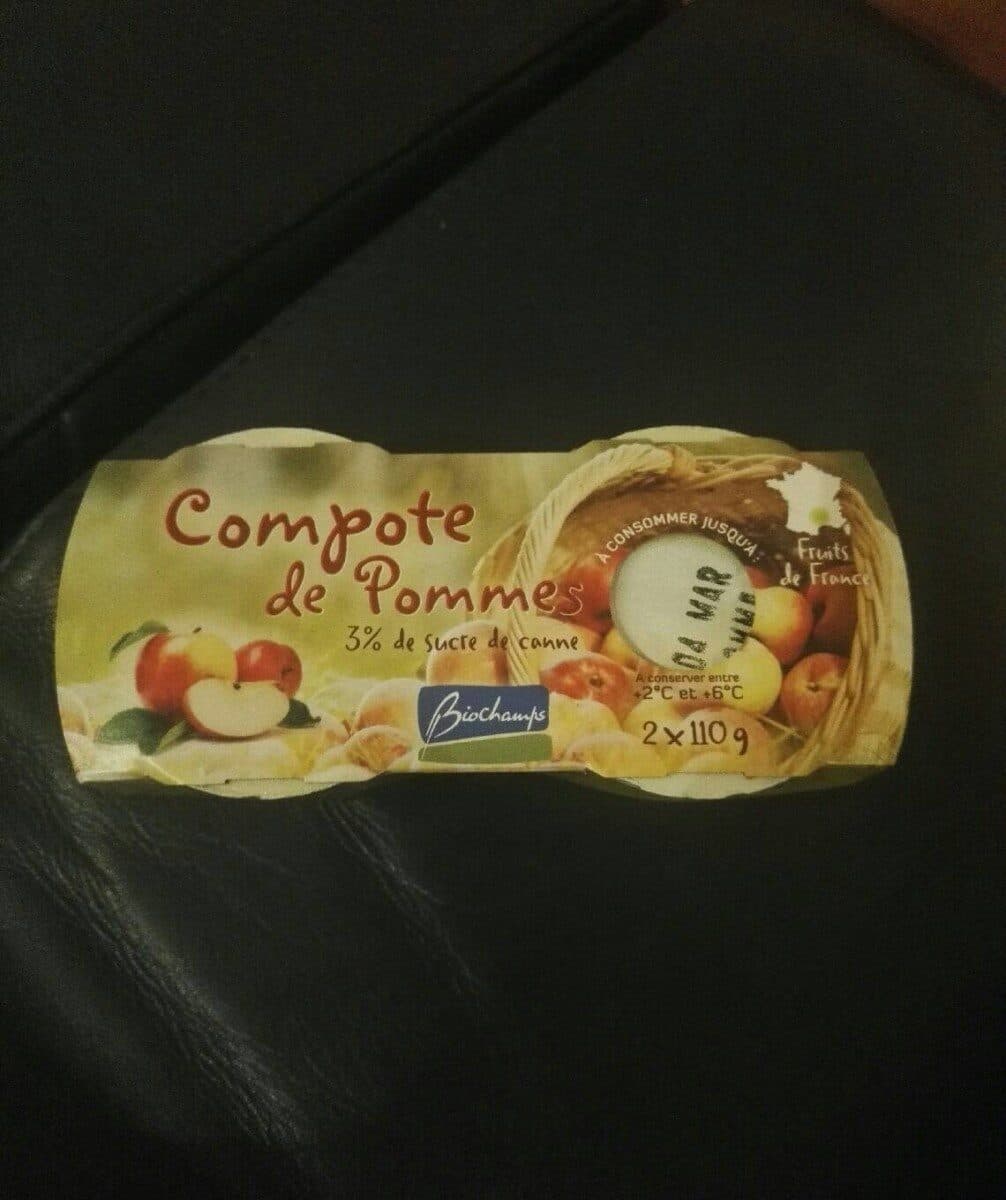 Compote
de Pommes
3% de sucre de canne
Biochamps
À CONSOMMER JUSQU'À:
04 MAR
À conserver entre
+2°C et +6°C
2 x 110 g
Fruits
de France